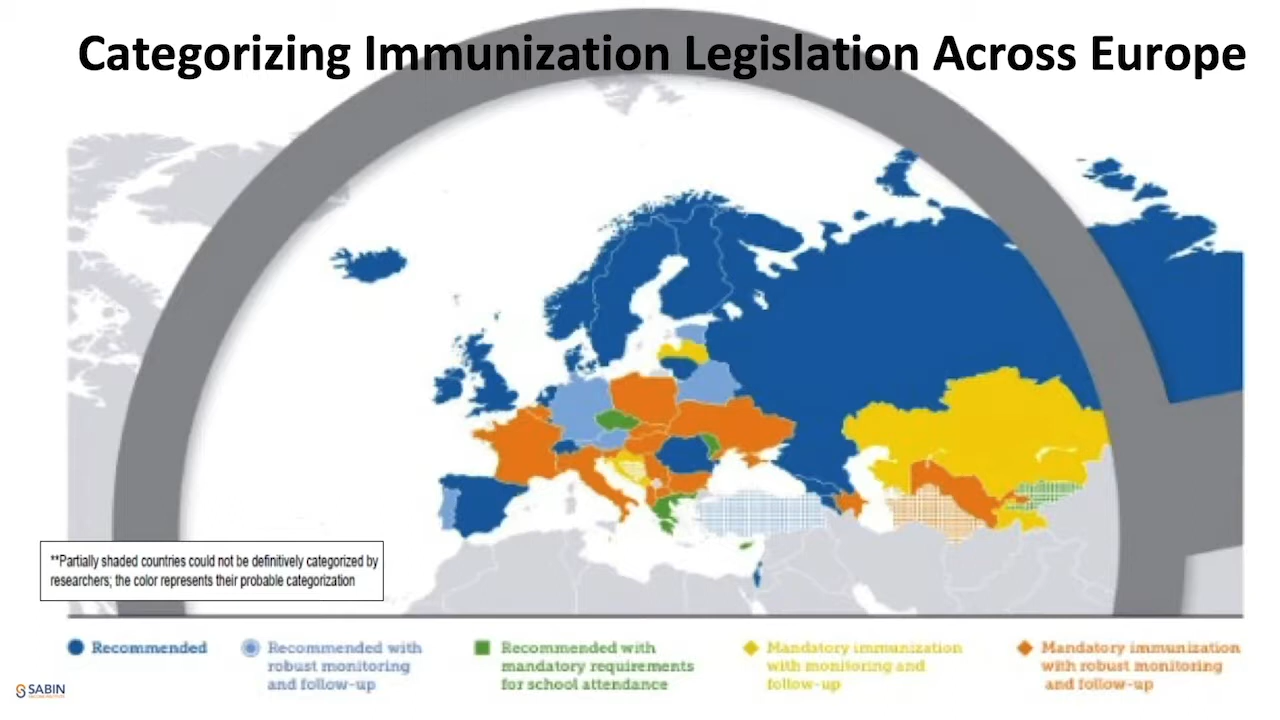 Categorizing Immunization Legislation Across Europe
**Partially shaded countries could not be definitively categorized by
researchers; the color represents their probable categorization
Recommended
Recommended with
robust monitoring
and follow-up
Recommended with
mandatory requirements
for school attendance
Mandatory immunization
with monitoring and
follow-up
Mandatory immunization
with robust monitoring
and follow-up
SABIN